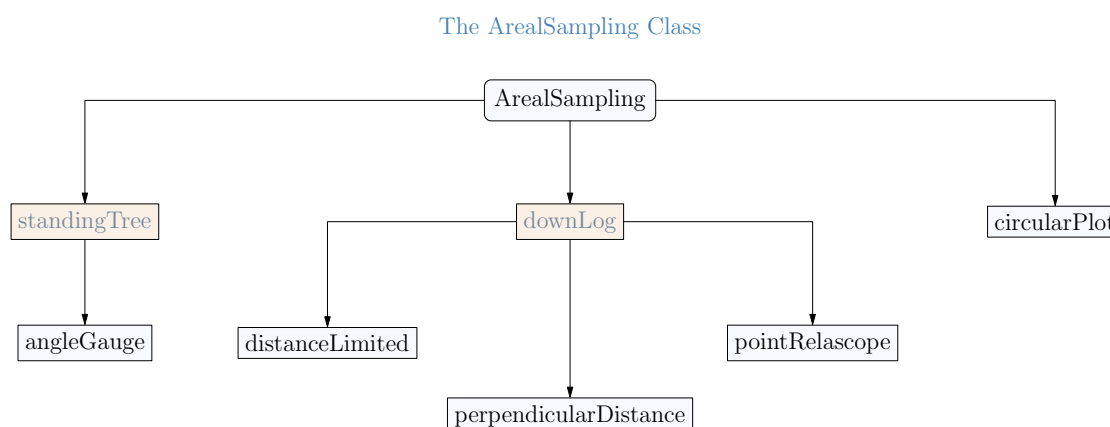 The ArealSampling Class
ArealSampling
standingTree
downLog
circularPlot
angleGauge
distanceLimited
pointRelascope
perpendicularDistance